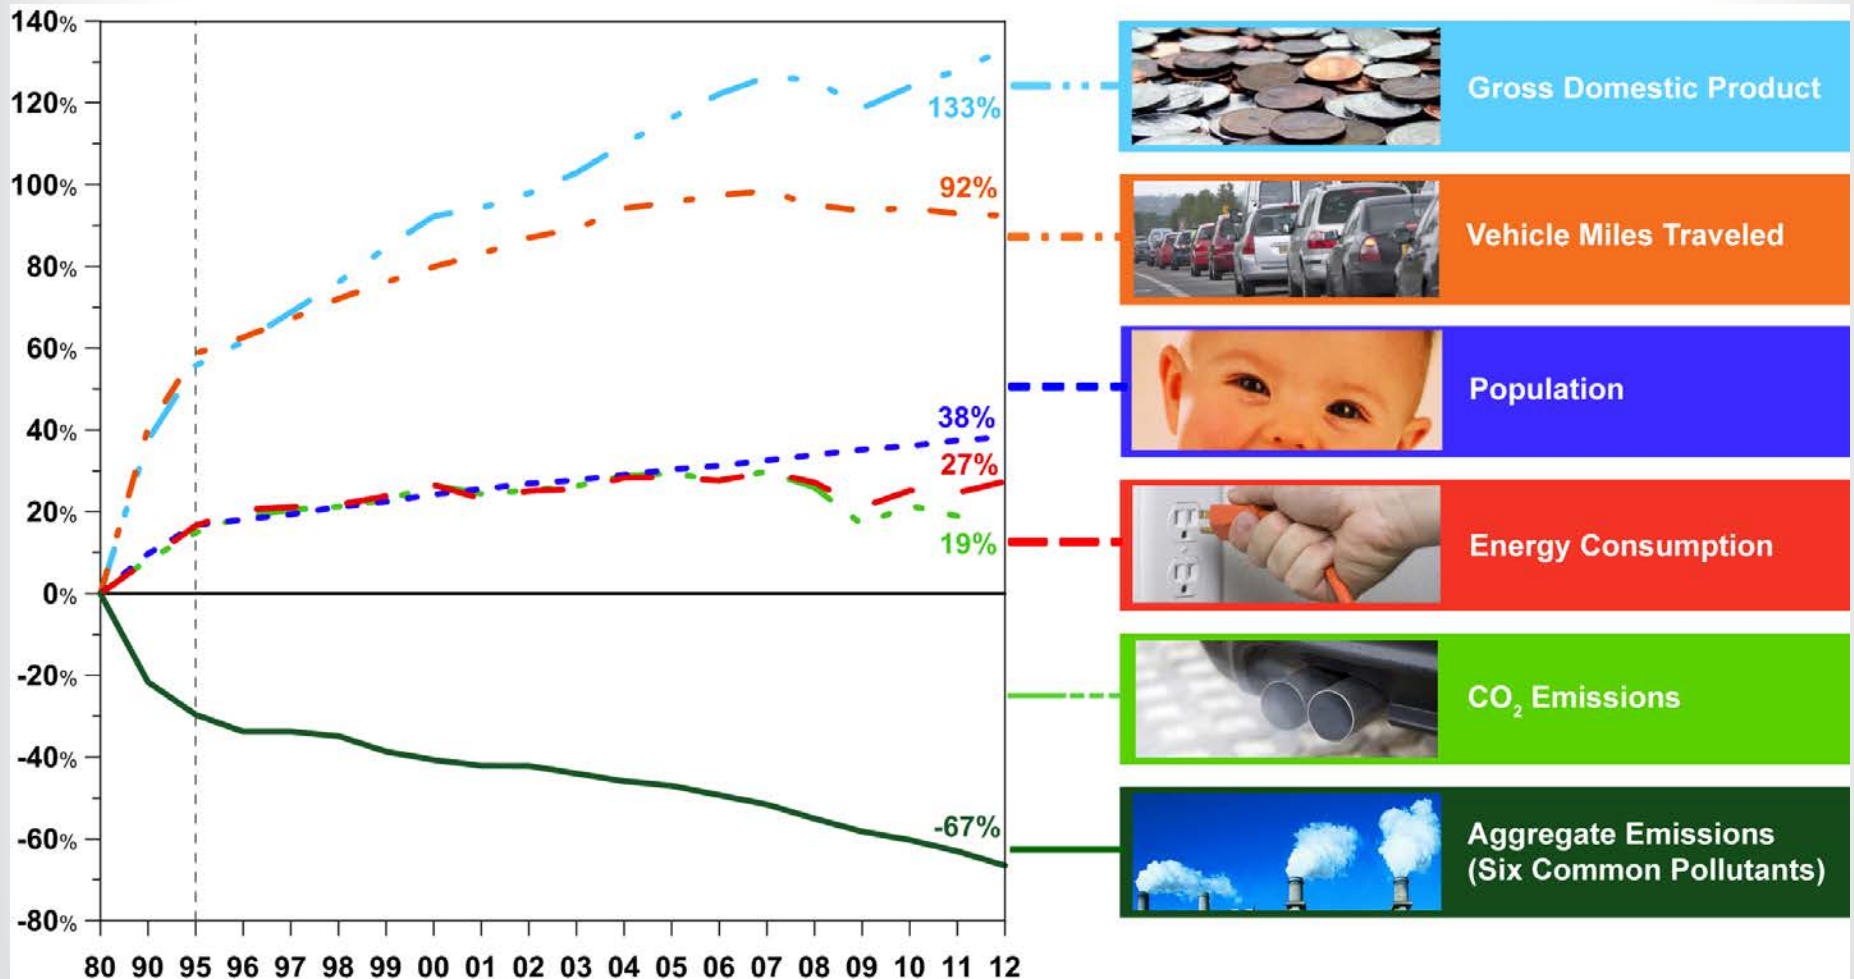 140%
120%
100%
80%
60%
40%
20%
0%
-20%
-40%
-60%
-80%
80 90 95 96 97 98 99 00 01 02 03 04 05 06 07 08 09 10 11 12
133%
92%
38%
27%
19%
-67%
Gross Domestic Product
Vehicle Miles Traveled
Population
Energy Consumption
CO₂ Emissions
Aggregate Emissions
(Six Common Pollutants)